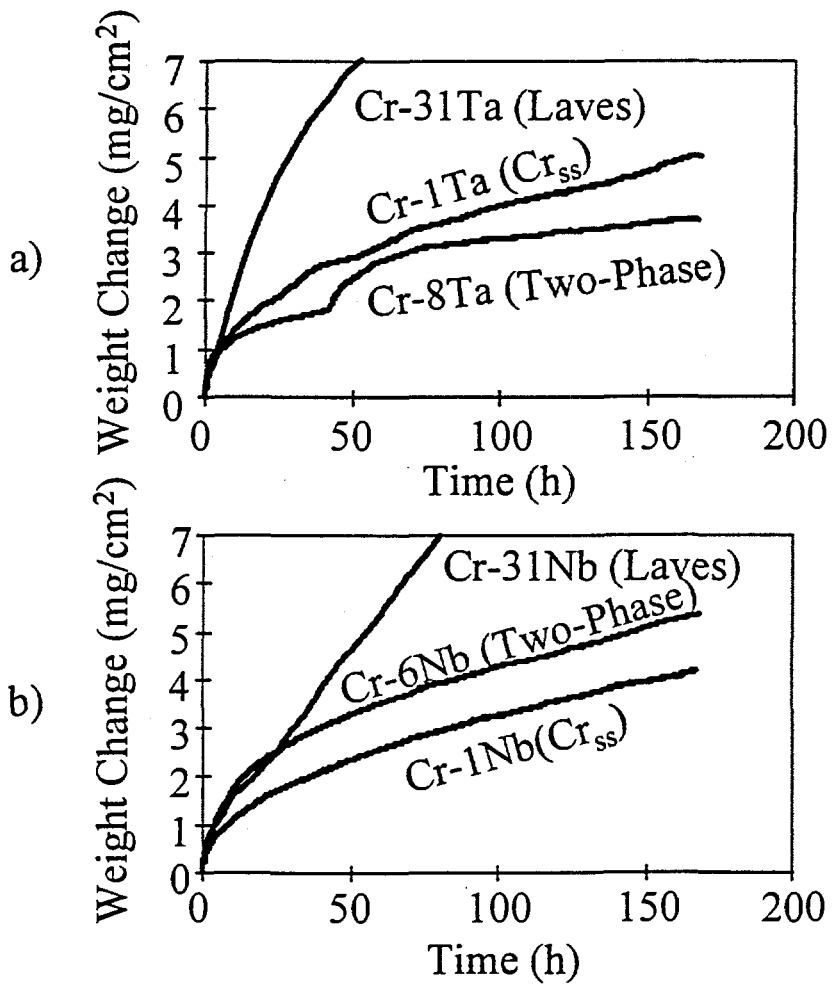 a)
Weight Change (mg/cm²)
7
6
5
4
3
2
1
0
Cr-31Ta (Laves)
Cr-1Ta (Crss)
Cr-8Ta (Two-Phase)
0 50 100 150 200
Time (h)
b)
Weight Change (mg/cm²)
7
6
5
4
3
2
1
0
Cr-31Nb (Laves)
Cr-6Nb (Two-Phase)
Cr-1Nb(Crss)
0 50 100 150 200
Time (h)